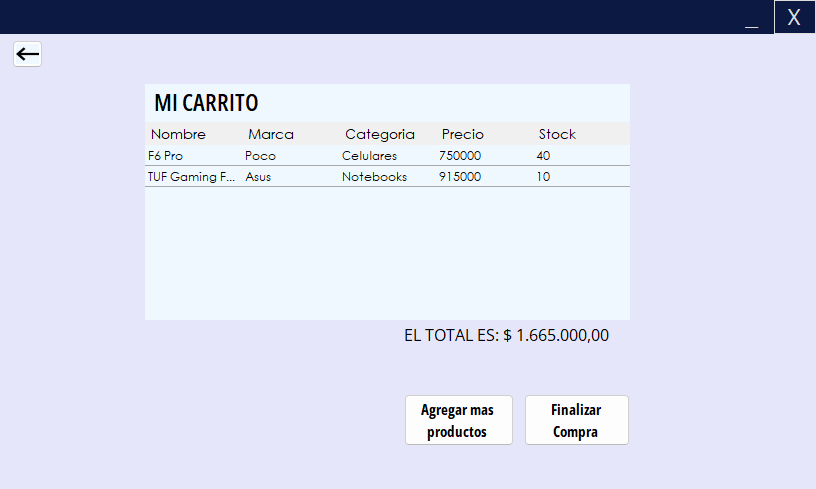 _ X
MI CARRITO
Nombre Marca Categoria Precio Stock
F6 Pro Poco Celulares 750000 40
TUF Gaming F... Asus Notebooks 915000 10
EL TOTAL ES: $ 1.665.000,00
Agregar mas
productos
Finalizar
Compra